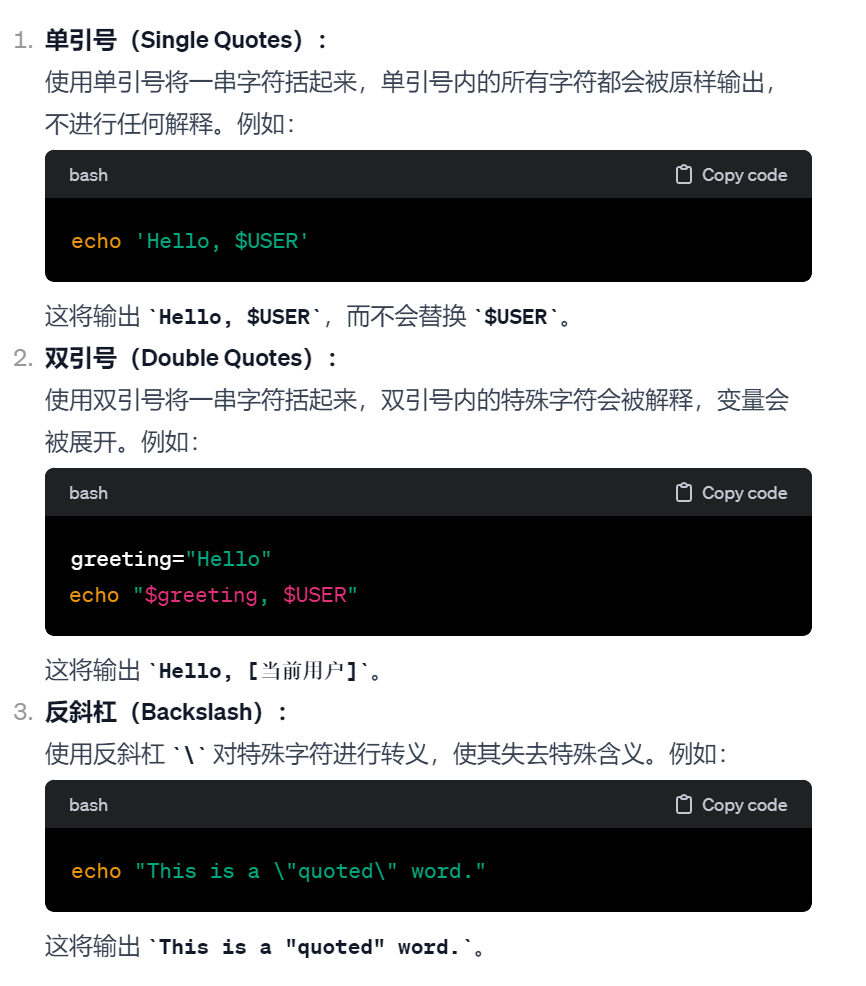 1. 单引号（Single Quotes）：
使用单引号将一串字符括起来，单引号内的所有字符都会被原样输出，
不进行任何解释。例如：
bash Copy code
echo 'Hello, $USER'
这将输出 `Hello, $USER`，而不会替换 `$USER`。
2. 双引号（Double Quotes）：
使用双引号将一串字符括起来，双引号内的特殊字符会被解释，变量会
被展开。例如：
bash Copy code
greeting="Hello"
echo "$greeting, $USER"
这将输出 `Hello, [当前用户]`。
3. 反斜杠（Backslash）：
使用反斜杠 `\` 对特殊字符进行转义，使其失去特殊含义。例如：
bash Copy code
echo "This is a \"quoted\" word."
这将输出 `This is a "quoted" word.`。